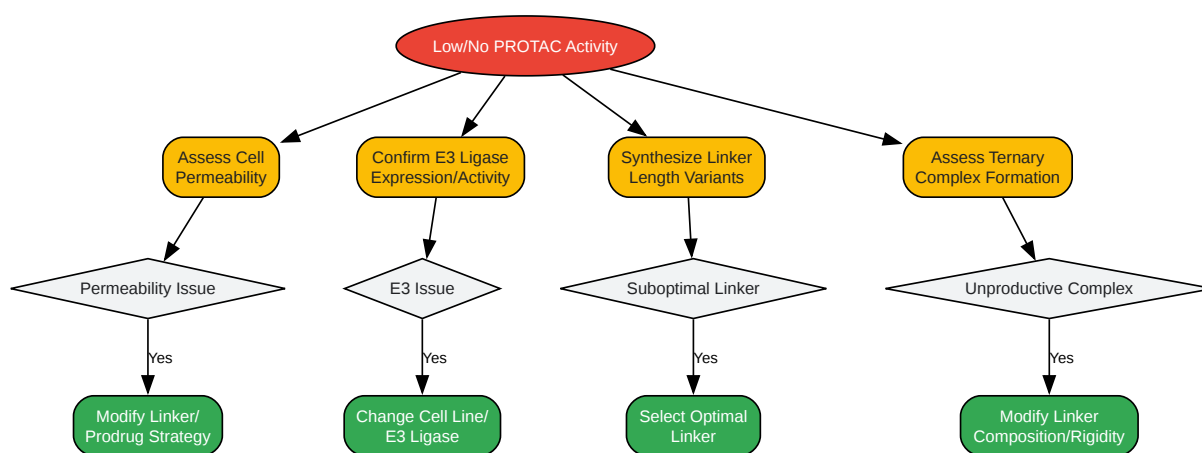 Low/No PROTAC Activity
Assess Cell
Permeability
Confirm E3 Ligase
Expression/Activity
Synthesize Linker
Length Variants
Assess Ternary
Complex Formation
Permeability Issue
E3 Issue
Suboptimal Linker
Unproductive Complex
Yes
Yes
Yes
Yes
Modify Linker/
Prodrug Strategy
Change Cell Line/
E3 Ligase
Select Optimal
Linker
Modify Linker
Composition/Rigidity